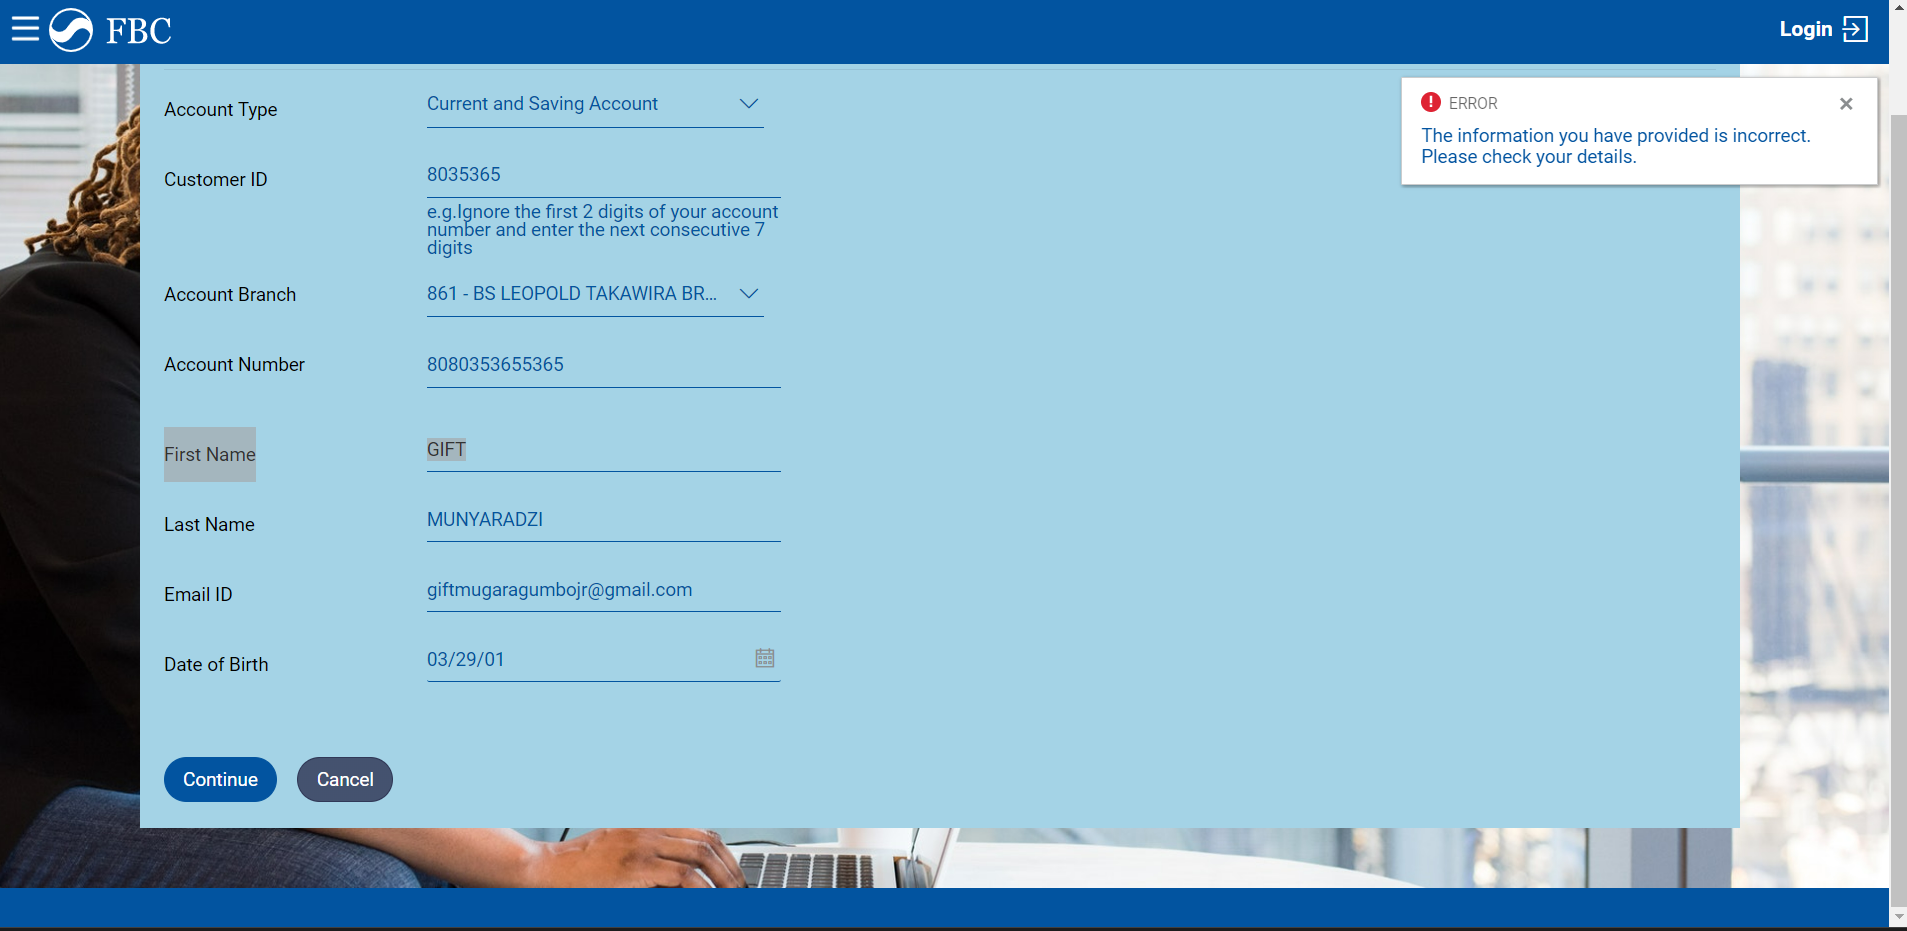 FBC
Login
ERROR
The information you have provided is incorrect.
Please check your details.
Account Type
Current and Saving Account
Customer ID
8035365
e.g.Ignore the first 2 digits of your account
number and enter the next consecutive 7
digits
Account Branch
861 - BS LEOPOLD TAKAWIRA BR...
Account Number
8080353655365
First Name
GIFT
Last Name
MUNYARADZI
Email ID
giftmugaragumbojr@gmail.com
Date of Birth
03/29/01
Continue
Cancel